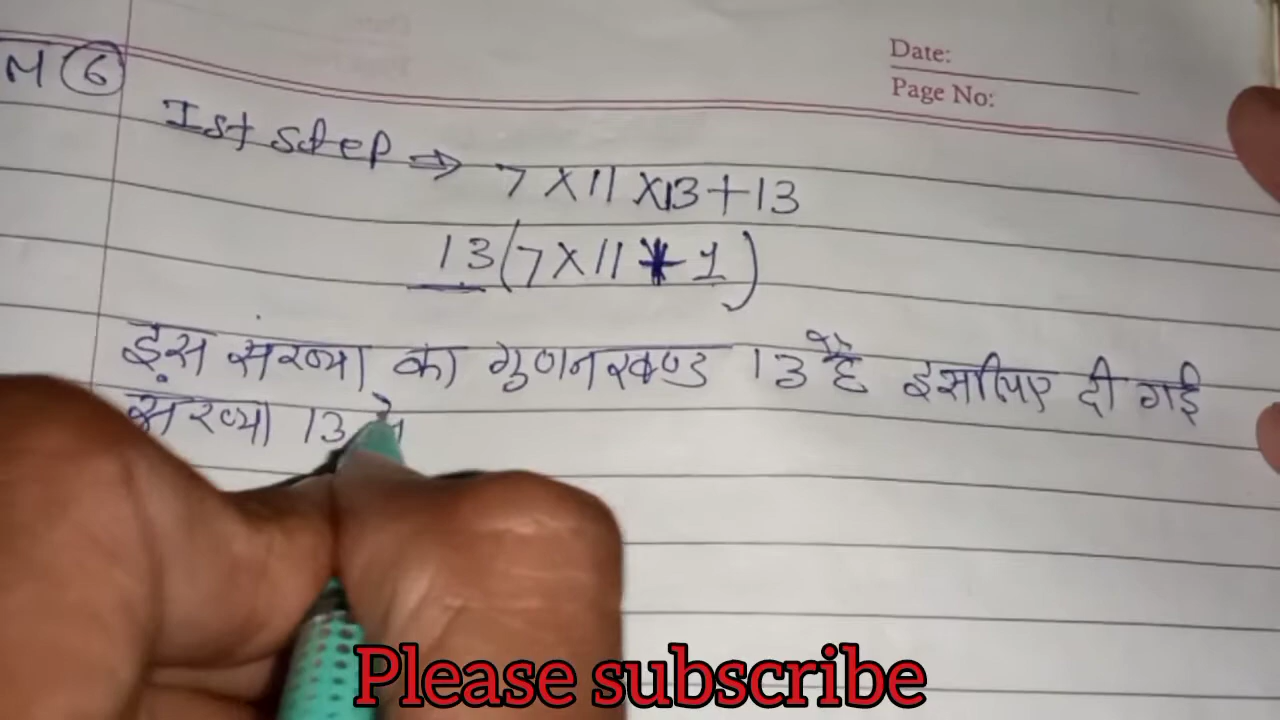 Date:
Page No:
M 6
Ist step ⇒ 7 × 11 × 13 + 13
13 ( 7 × 11 + 1 )
इस संख्या का गुणनखण्ड 13 है इसलिए दी गई
संख्या 13 से
Please subscribe